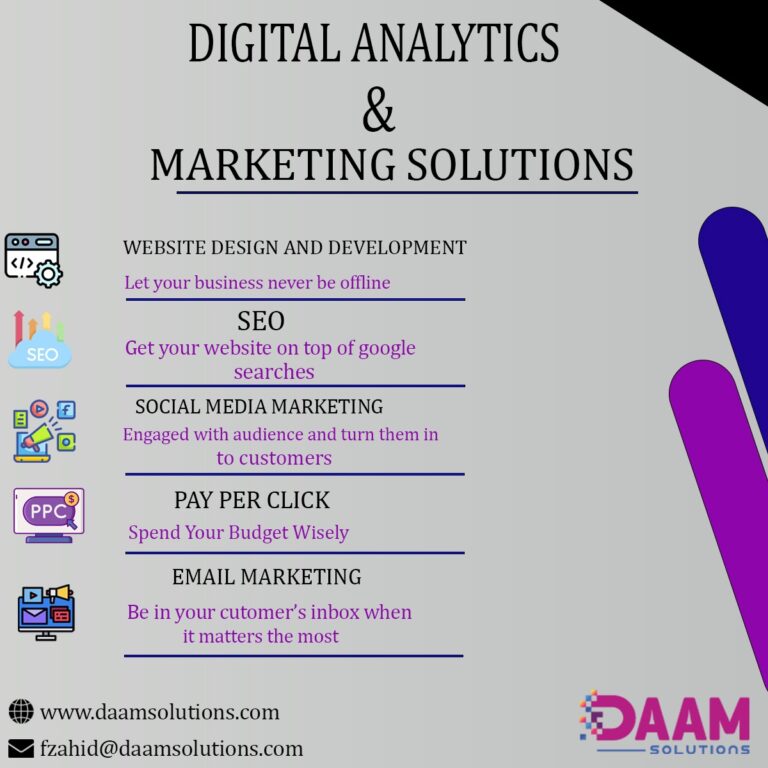 DIGITAL ANALYTICS
&
MARKETING SOLUTIONS
WEBSITE DESIGN AND DEVELOPMENT
Let your business never be offline
SEO
SEO
Get your website on top of google
searches
SOCIAL MEDIA MARKETING
Engaged with audience and turn them in
to customers
PPC
PAY PER CLICK
Spend Your Budget Wisely
EMAIL MARKETING
Be in your cutomer's inbox when
it matters the most
www.daamsolutions.com
fzahid@daamsolutions.com
DAAM
SOLUTIONS